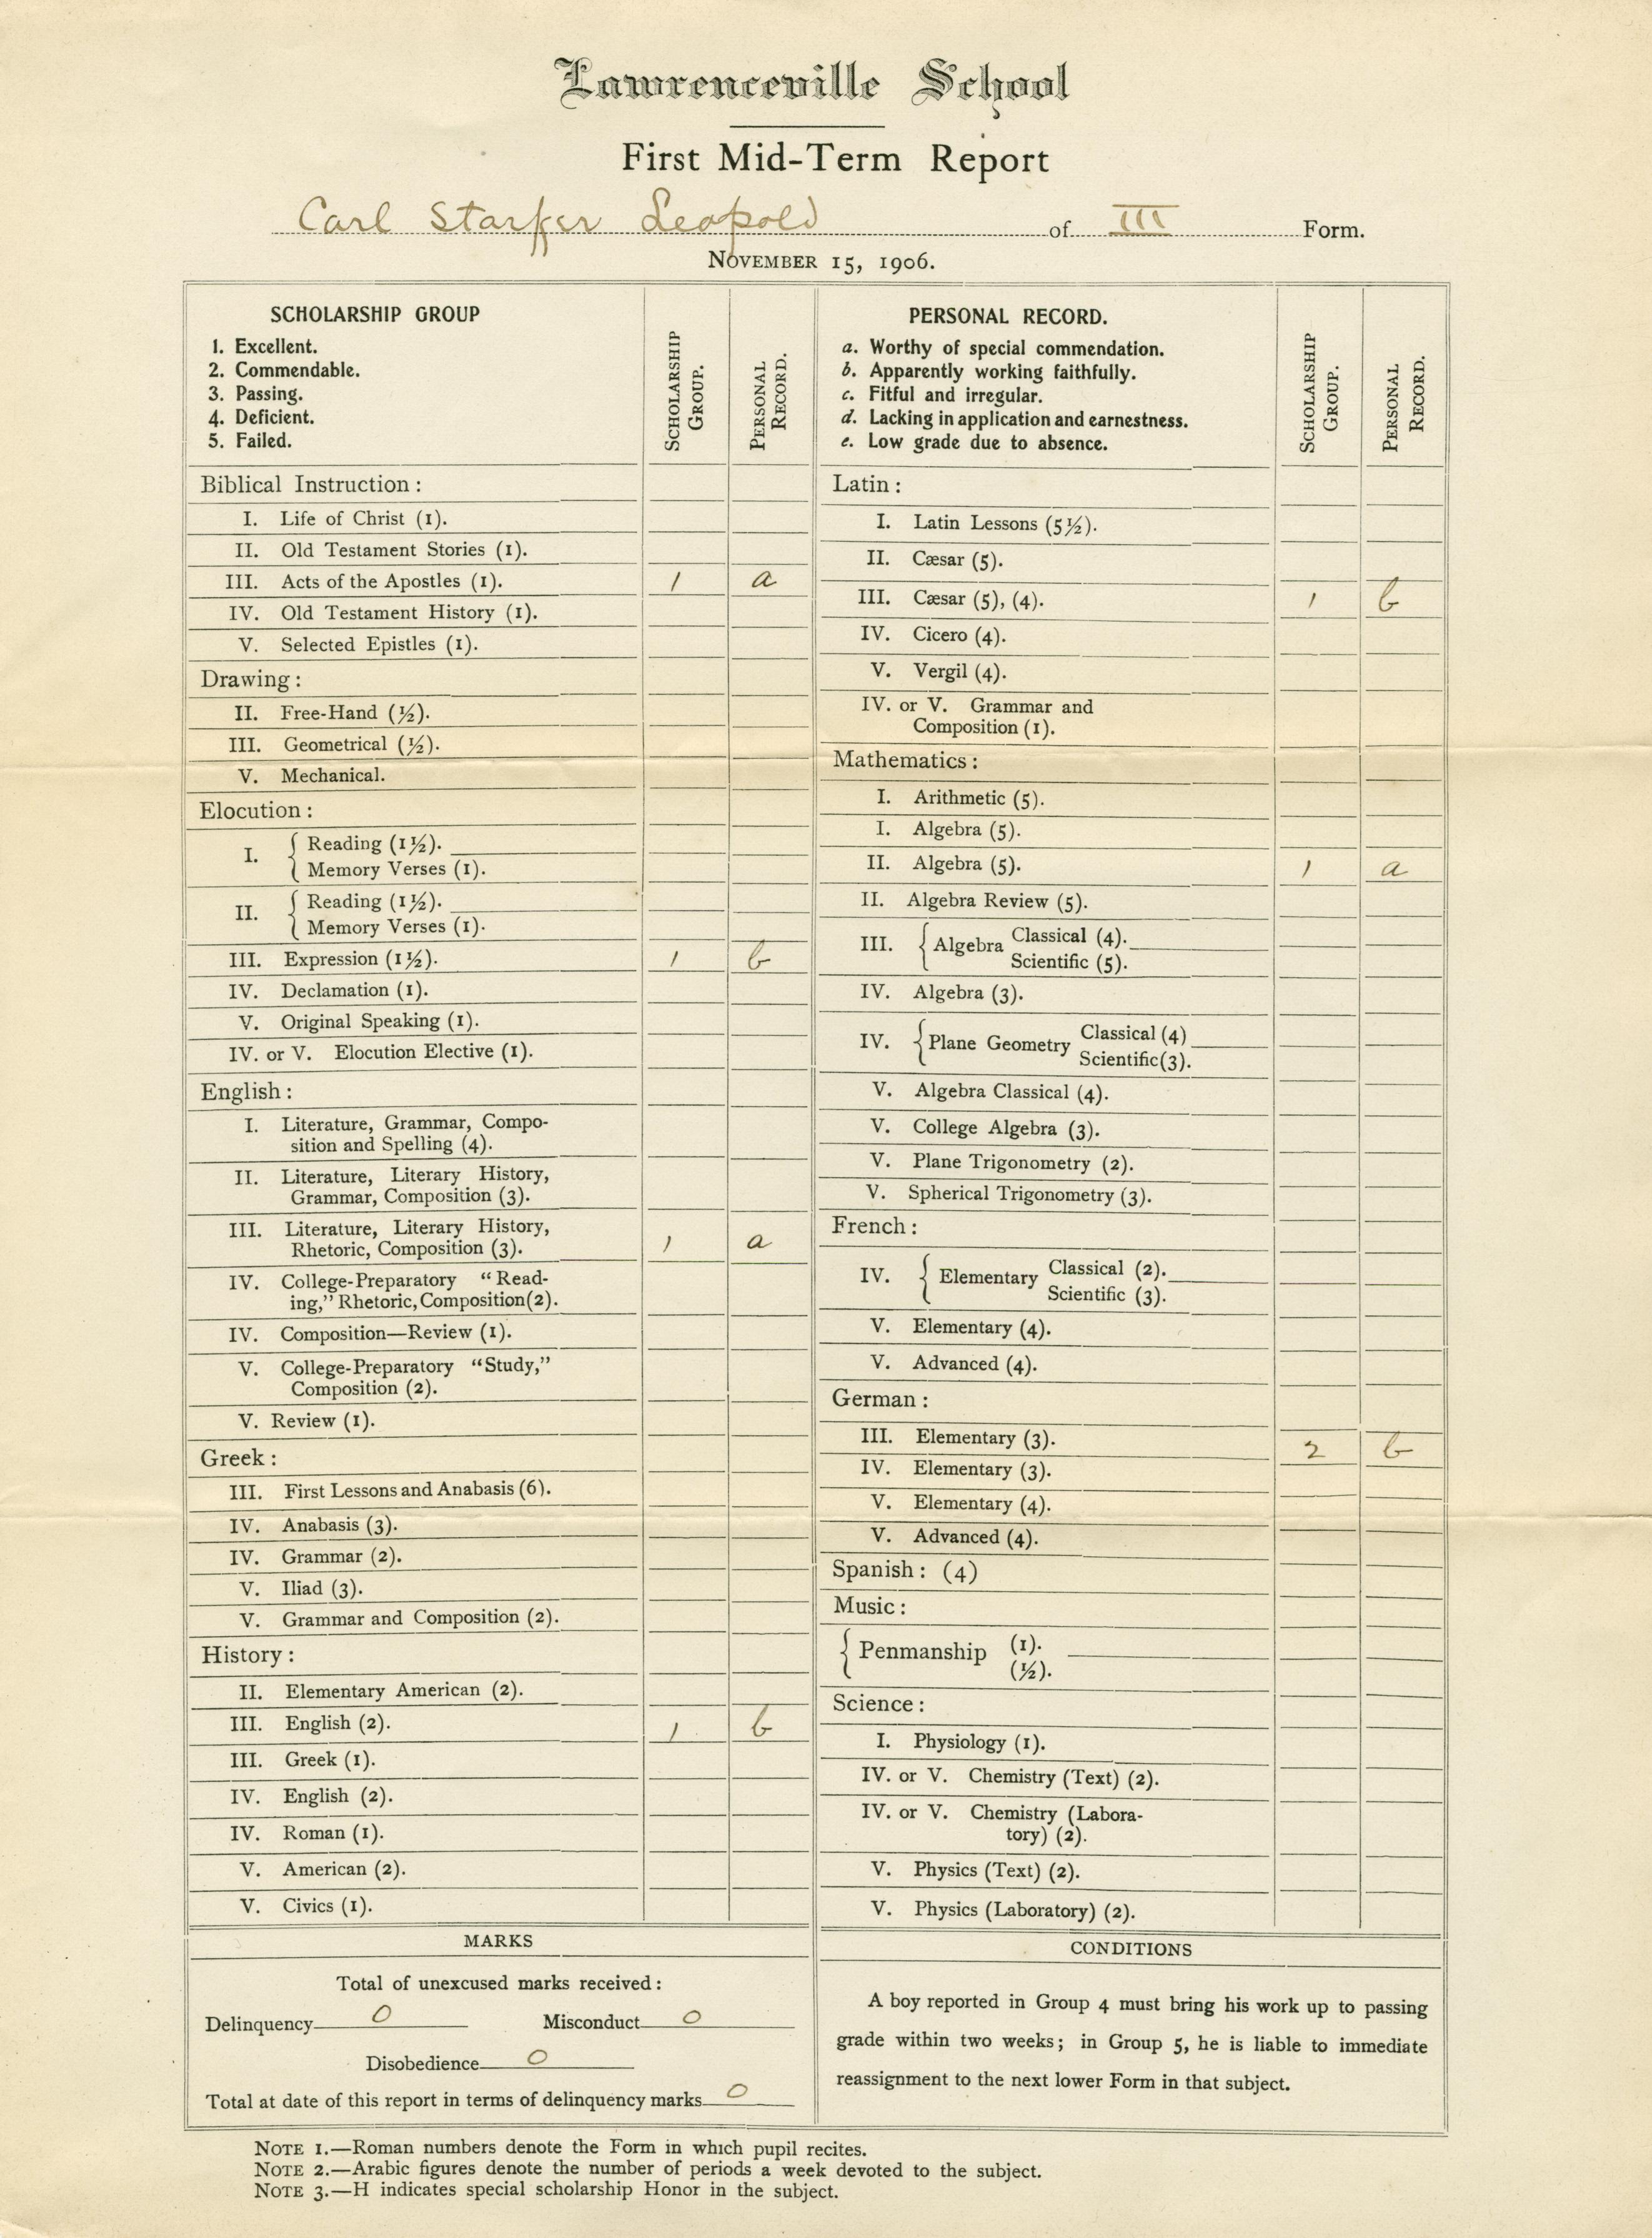 Lawrenceville School
First Mid-Term Report
Carl Starker Leopold of III Form.
NOVEMBER 15, 1906.
SCHOLARSHIP GROUP
1. Excellent.
2. Commendable.
3. Passing.
4. Deficient.
5. Failed.
SCHOLARSHIP GROUP.
PERSONAL RECORD.
Biblical Instruction:
I. Life of Christ (1).
II. Old Testament Stories (1).
III. Acts of the Apostles (1). 1 a
IV. Old Testament History (1).
V. Selected Epistles (1).
Drawing:
II. Free-Hand (½).
III. Geometrical (½).
V. Mechanical.
Elocution:
I. { Reading (1½).
Memory Verses (1).
II. { Reading (1½).
Memory Verses (1).
III. Expression (1½). 1 b
IV. Declamation (1).
V. Original Speaking (1).
IV. or V. Elocution Elective (1).
English:
I. Literature, Grammar, Compo-
sition and Spelling (4).
II. Literature, Literary History,
Grammar, Composition (3).
III. Literature, Literary History,
Rhetoric, Composition (3). 1 a
IV. College-Preparatory “Read-
ing,” Rhetoric, Composition (2).
IV. Composition—Review (1).
V. College-Preparatory “Study,”
Composition (2).
V. Review (1).
Greek:
III. First Lessons and Anabasis (6).
IV. Anabasis (3).
IV. Grammar (2).
V. Iliad (3).
V. Grammar and Composition (2).
History:
II. Elementary American (2).
III. English (2). 1 b
III. Greek (1).
IV. English (2).
IV. Roman (1).
V. American (2).
V. Civics (1).
MARKS
Total of unexcused marks received:
Delinquency 0 Misconduct 0
Disobedience 0
Total at date of this report in terms of delinquency marks 0
PERSONAL RECORD.
a. Worthy of special commendation.
b. Apparently working faithfully.
c. Fitful and irregular.
d. Lacking in application and earnestness.
e. Low grade due to absence.
SCHOLARSHIP GROUP.
PERSONAL RECORD.
Latin:
I. Latin Lessons (5½).
II. Cæsar (5).
III. Cæsar (5), (4). 1 b
IV. Cicero (4).
V. Vergil (4).
IV. or V. Grammar and
Composition (1).
Mathematics:
I. Arithmetic (5).
I. Algebra (5).
II. Algebra (5). 1 a
II. Algebra Review (5).
III. { Algebra Classical (4).
Scientific (5).
IV. Algebra (3).
IV. { Plane Geometry Classical (4)
Scientific (3).
V. Algebra Classical (4).
V. College Algebra (3).
V. Plane Trigonometry (2).
V. Spherical Trigonometry (3).
French:
IV. { Elementary Classical (2).
Scientific (3).
V. Elementary (4).
V. Advanced (4).
German:
III. Elementary (3). 2 b
IV. Elementary (3).
V. Elementary (4).
V. Advanced (4).
Spanish: (4)
Music:
{ Penmanship (1).
(½).
Science:
I. Physiology (1).
IV. or V. Chemistry (Text) (2).
IV. or V. Chemistry (Labora-
tory) (2).
V. Physics (Text) (2).
V. Physics (Laboratory) (2).
CONDITIONS
A boy reported in Group 4 must bring his work up to passing
grade within two weeks; in Group 5, he is liable to immediate
reassignment to the next lower Form in that subject.
NOTE 1.—Roman numbers denote the Form in which pupil recites.
NOTE 2.—Arabic figures denote the number of periods a week devoted to the subject.
NOTE 3.—H indicates special scholarship Honor in the subject.